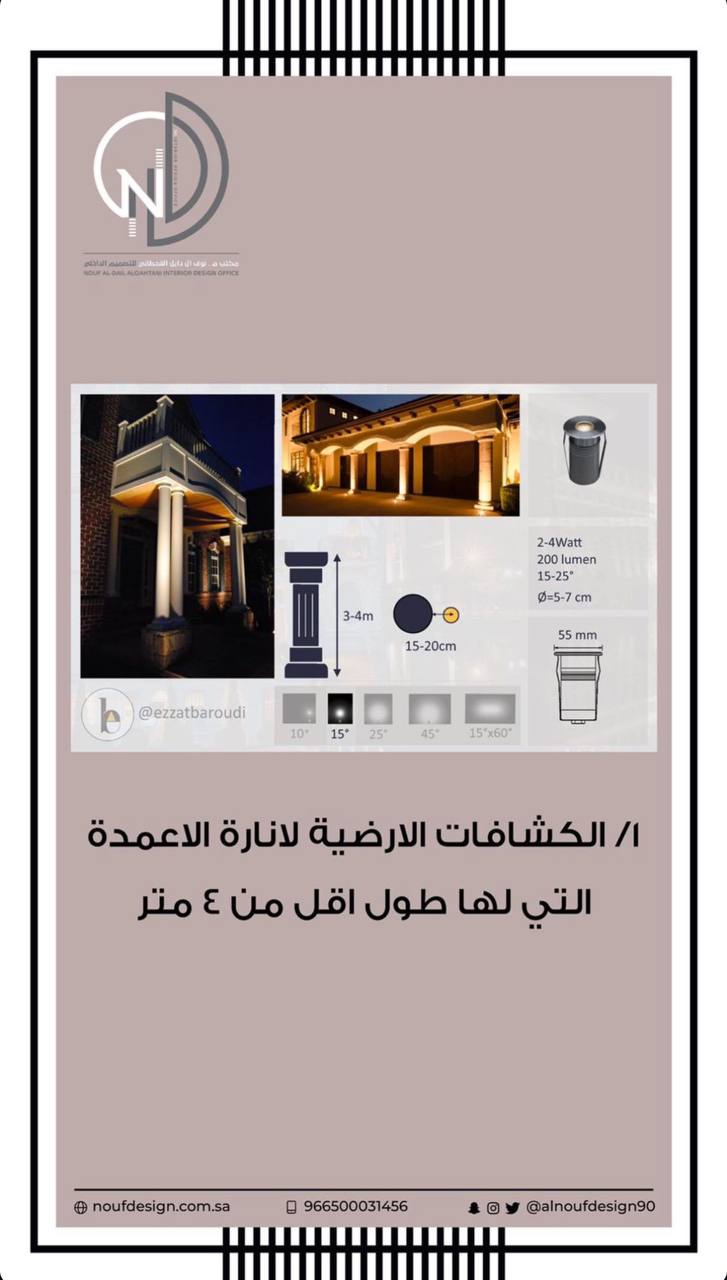 مكتب م. نوف ال دايل القحطاني للتصميم الداخلي
NOUF AL-DAIL ALQAHTANI INTERIOR DESIGN OFFICE
2-4Watt
200 lumen
15-25°
Ø=5-7 cm
3-4m
15-20cm
55 mm
@ezzatbaroudi
10° 15° 25° 45° 15°x60°
١/ الكشافات الارضية لانارة الاعمدة
التي لها طول اقل من ٤ متر
noufdesign.com.sa 966500031456 @alnoufdesign90